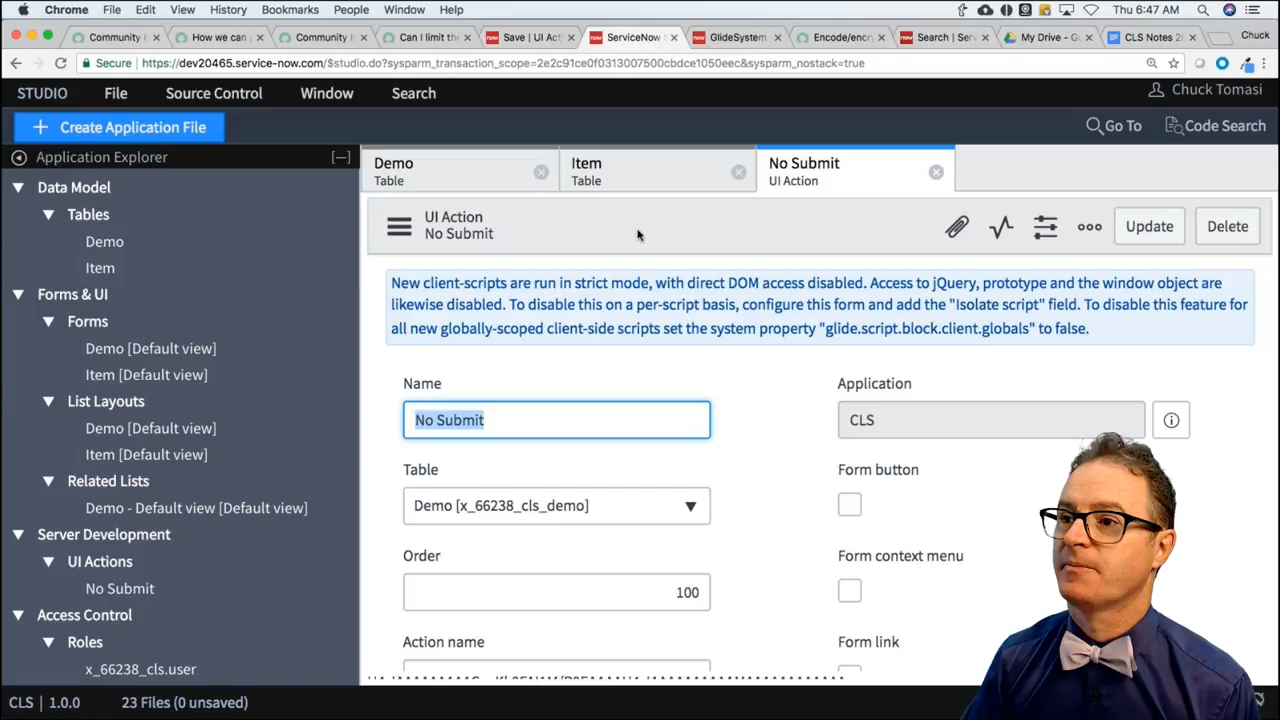 Chrome File Edit View History Bookmarks People Window Help Thu 6:47 AM
Community How we can Community I Can I limit the Save | UI Acti ServiceNow GlideSystem Encode/encry Search | Serv My Drive - Go CLS Notes 20 Chuck
Secure https://dev20465.service-now.com/$studio.do?sysparm_transaction_scope=2e2c91ce0f0313007500cbdce1050eec&sysparm_nostack=true
STUDIO File Source Control Window Search Chuck Tomasi
Create Application File Go To Code Search
Application Explorer
Data Model
Tables
Demo
Item
Forms & UI
Forms
Demo [Default view]
Item [Default view]
List Layouts
Demo [Default view]
Item [Default view]
Related Lists
Demo - Default view [Default view]
Server Development
UI Actions
No Submit
Access Control
Roles
x_66238_cls.user
Demo
Table
Item
Table
No Submit
UI Action
UI Action
No Submit
Update Delete
New client-scripts are run in strict mode, with direct DOM access disabled. Access to jQuery, prototype and the window object are
likewise disabled. To disable this on a per-script basis, configure this form and add the "Isolate script" field. To disable this feature for
all new globally-scoped client-side scripts set the system property "glide.script.block.client.globals" to false.
Name
No Submit
Table
Demo [x_66238_cls_demo]
Order
100
Action name
Application
CLS
Form button
Form context menu
Form link
CLS | 1.0.0 23 Files (0 unsaved)